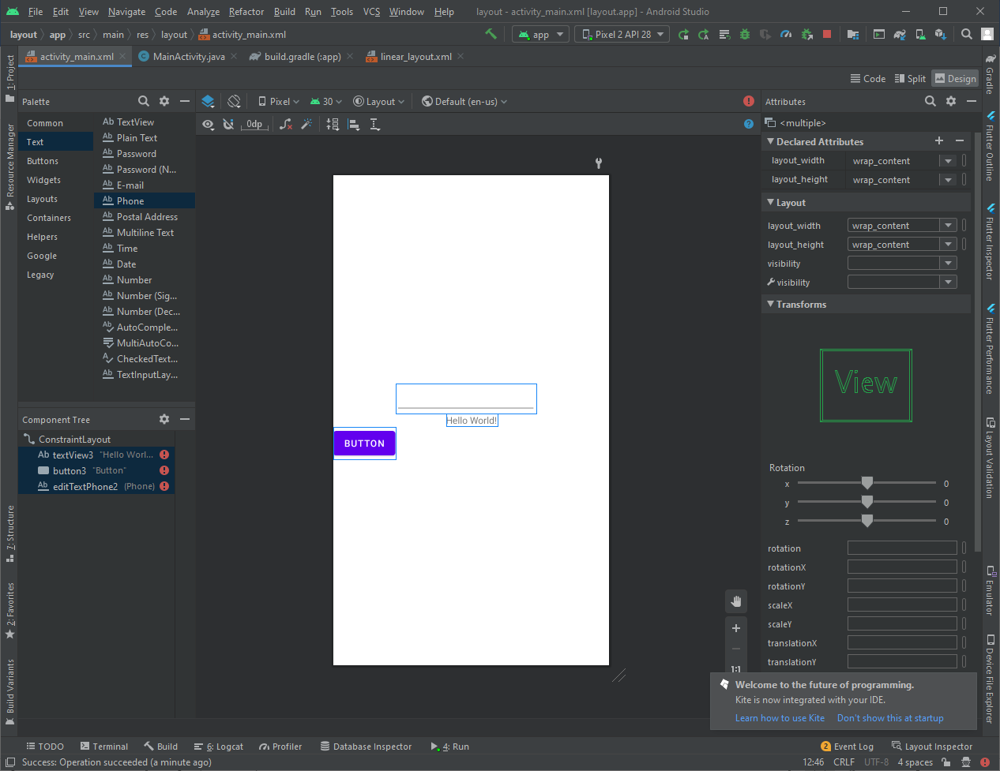 File Edit View Navigate Code Analyze Refactor Build Run Tools VCS Window Help layout - activity_main.xml [layout.app] - Android Studio
layout app src main res layout activity_main.xml app Pixel 2 API 28
activity_main.xml MainActivity.java build.gradle (:app) linear_layout.xml
Code Split Design
Palette
Common
Text
Buttons
Widgets
Layouts
Containers
Helpers
Google
Legacy
Ab TextView
Ab Plain Text
Ab Password
Ab Password (N...
Ab E-mail
Ab Phone
Ab Postal Address
Ab Multiline Text
Ab Time
Ab Date
Ab Number
Ab Number (Sig...
Ab Number (Dec...
Ab AutoComple...
MultiAutoCo...
A CheckedText...
Ab TextInputLay...
Component Tree
ConstraintLayout
Ab textView3 "Hello Worl...
button3 "Button"
Ab editTextPhone2 (Phone)
Pixel 30 Layout Default (en-us)
0dp
Hello World!
BUTTON
1:1
Attributes
<multiple>
Declared Attributes
layout_width wrap_content
layout_height wrap_content
Layout
layout_width wrap_content
layout_height wrap_content
visibility
visibility
Transforms
View
Rotation
x 0
y 0
z 0
rotation
rotationX
rotationY
scaleX
scaleY
translationX
translationY
Welcome to the future of programming.
Kite is now integrated with your IDE.
Learn how to use Kite Don't show this at startup
1: Project
Resource Manager
7: Structure
2: Favorites
Build Variants
Gradle
Flutter Outline
Flutter Inspector
Flutter Performance
Layout Validation
Emulator
Device File Explorer
TODO Terminal Build 6: Logcat Profiler Database Inspector 4: Run 2 Event Log Layout Inspector
Success: Operation succeeded (a minute ago) 12:46 CRLF UTF-8 4 spaces